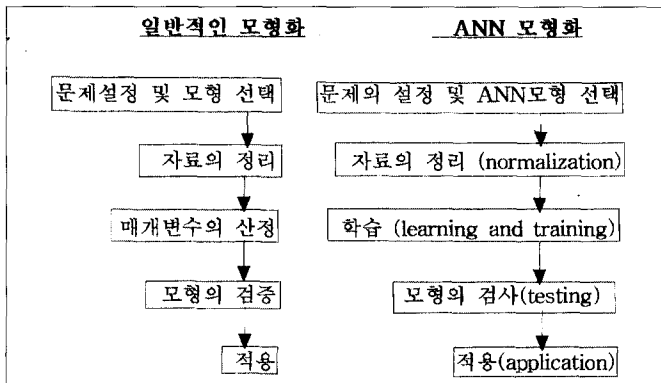 일반적인 모형화
문제설정 및 모형 선택
자료의 정리
매개변수의 산정
모형의 검증
적용
ANN 모형화
문제의 설정 및 ANN모형 선택
자료의 정리 (normalization)
학습 (learning and training)
모형의 검사(testing)
적용(application)